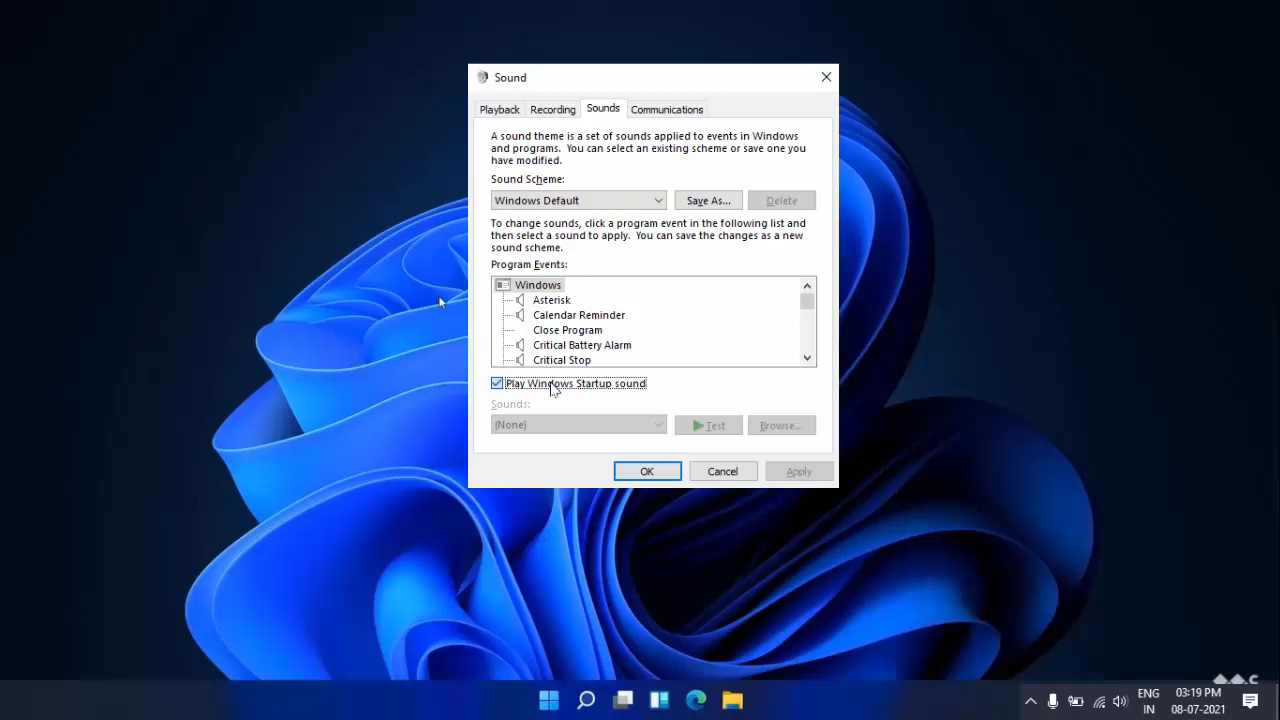 Sound
Playback Recording Sounds Communications
A sound theme is a set of sounds applied to events in Windows
and programs. You can select an existing scheme or save one you
have modified.
Sound Scheme:
Windows Default Save As... Delete
To change sounds, click a program event in the following list and
then select a sound to apply. You can save the changes as a new
sound scheme.
Program Events:
Windows
Asterisk
Calendar Reminder
Close Program
Critical Battery Alarm
Critical Stop
Play Windows Startup sound
Sounds:
(None) Test Browse...
OK Cancel Apply
ENG 03:19 PM
IN 08-07-2021